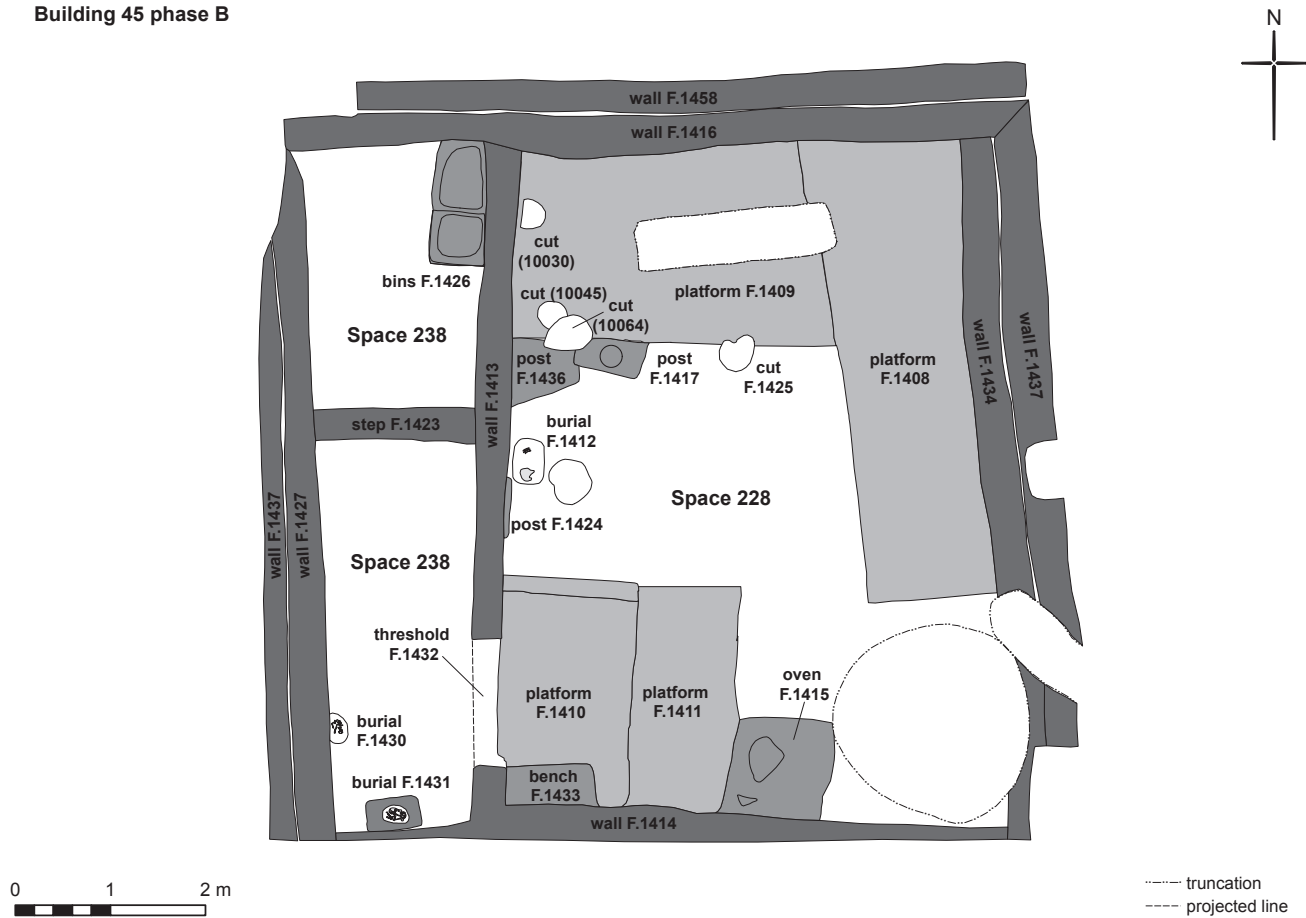 Building 45 phase B
N
wall F.1458
wall F.1416
cut
(10030)
bins F.1426
cut (10045)
cut
(10064)
platform F.1409
Space 238
wall F.1413
post
F.1436
post
F.1417
cut
F.1425
platform
F.1408
wall F.1434
wall F.1437
step F.1423
burial
F.1412
Space 228
post F.1424
wall F.1437
wall F.1427
Space 238
threshold
F.1432
platform
F.1410
platform
F.1411
oven
F.1415
burial
F.1430
burial F.1431
bench
F.1433
wall F.1414
0 1 2 m
truncation
projected line